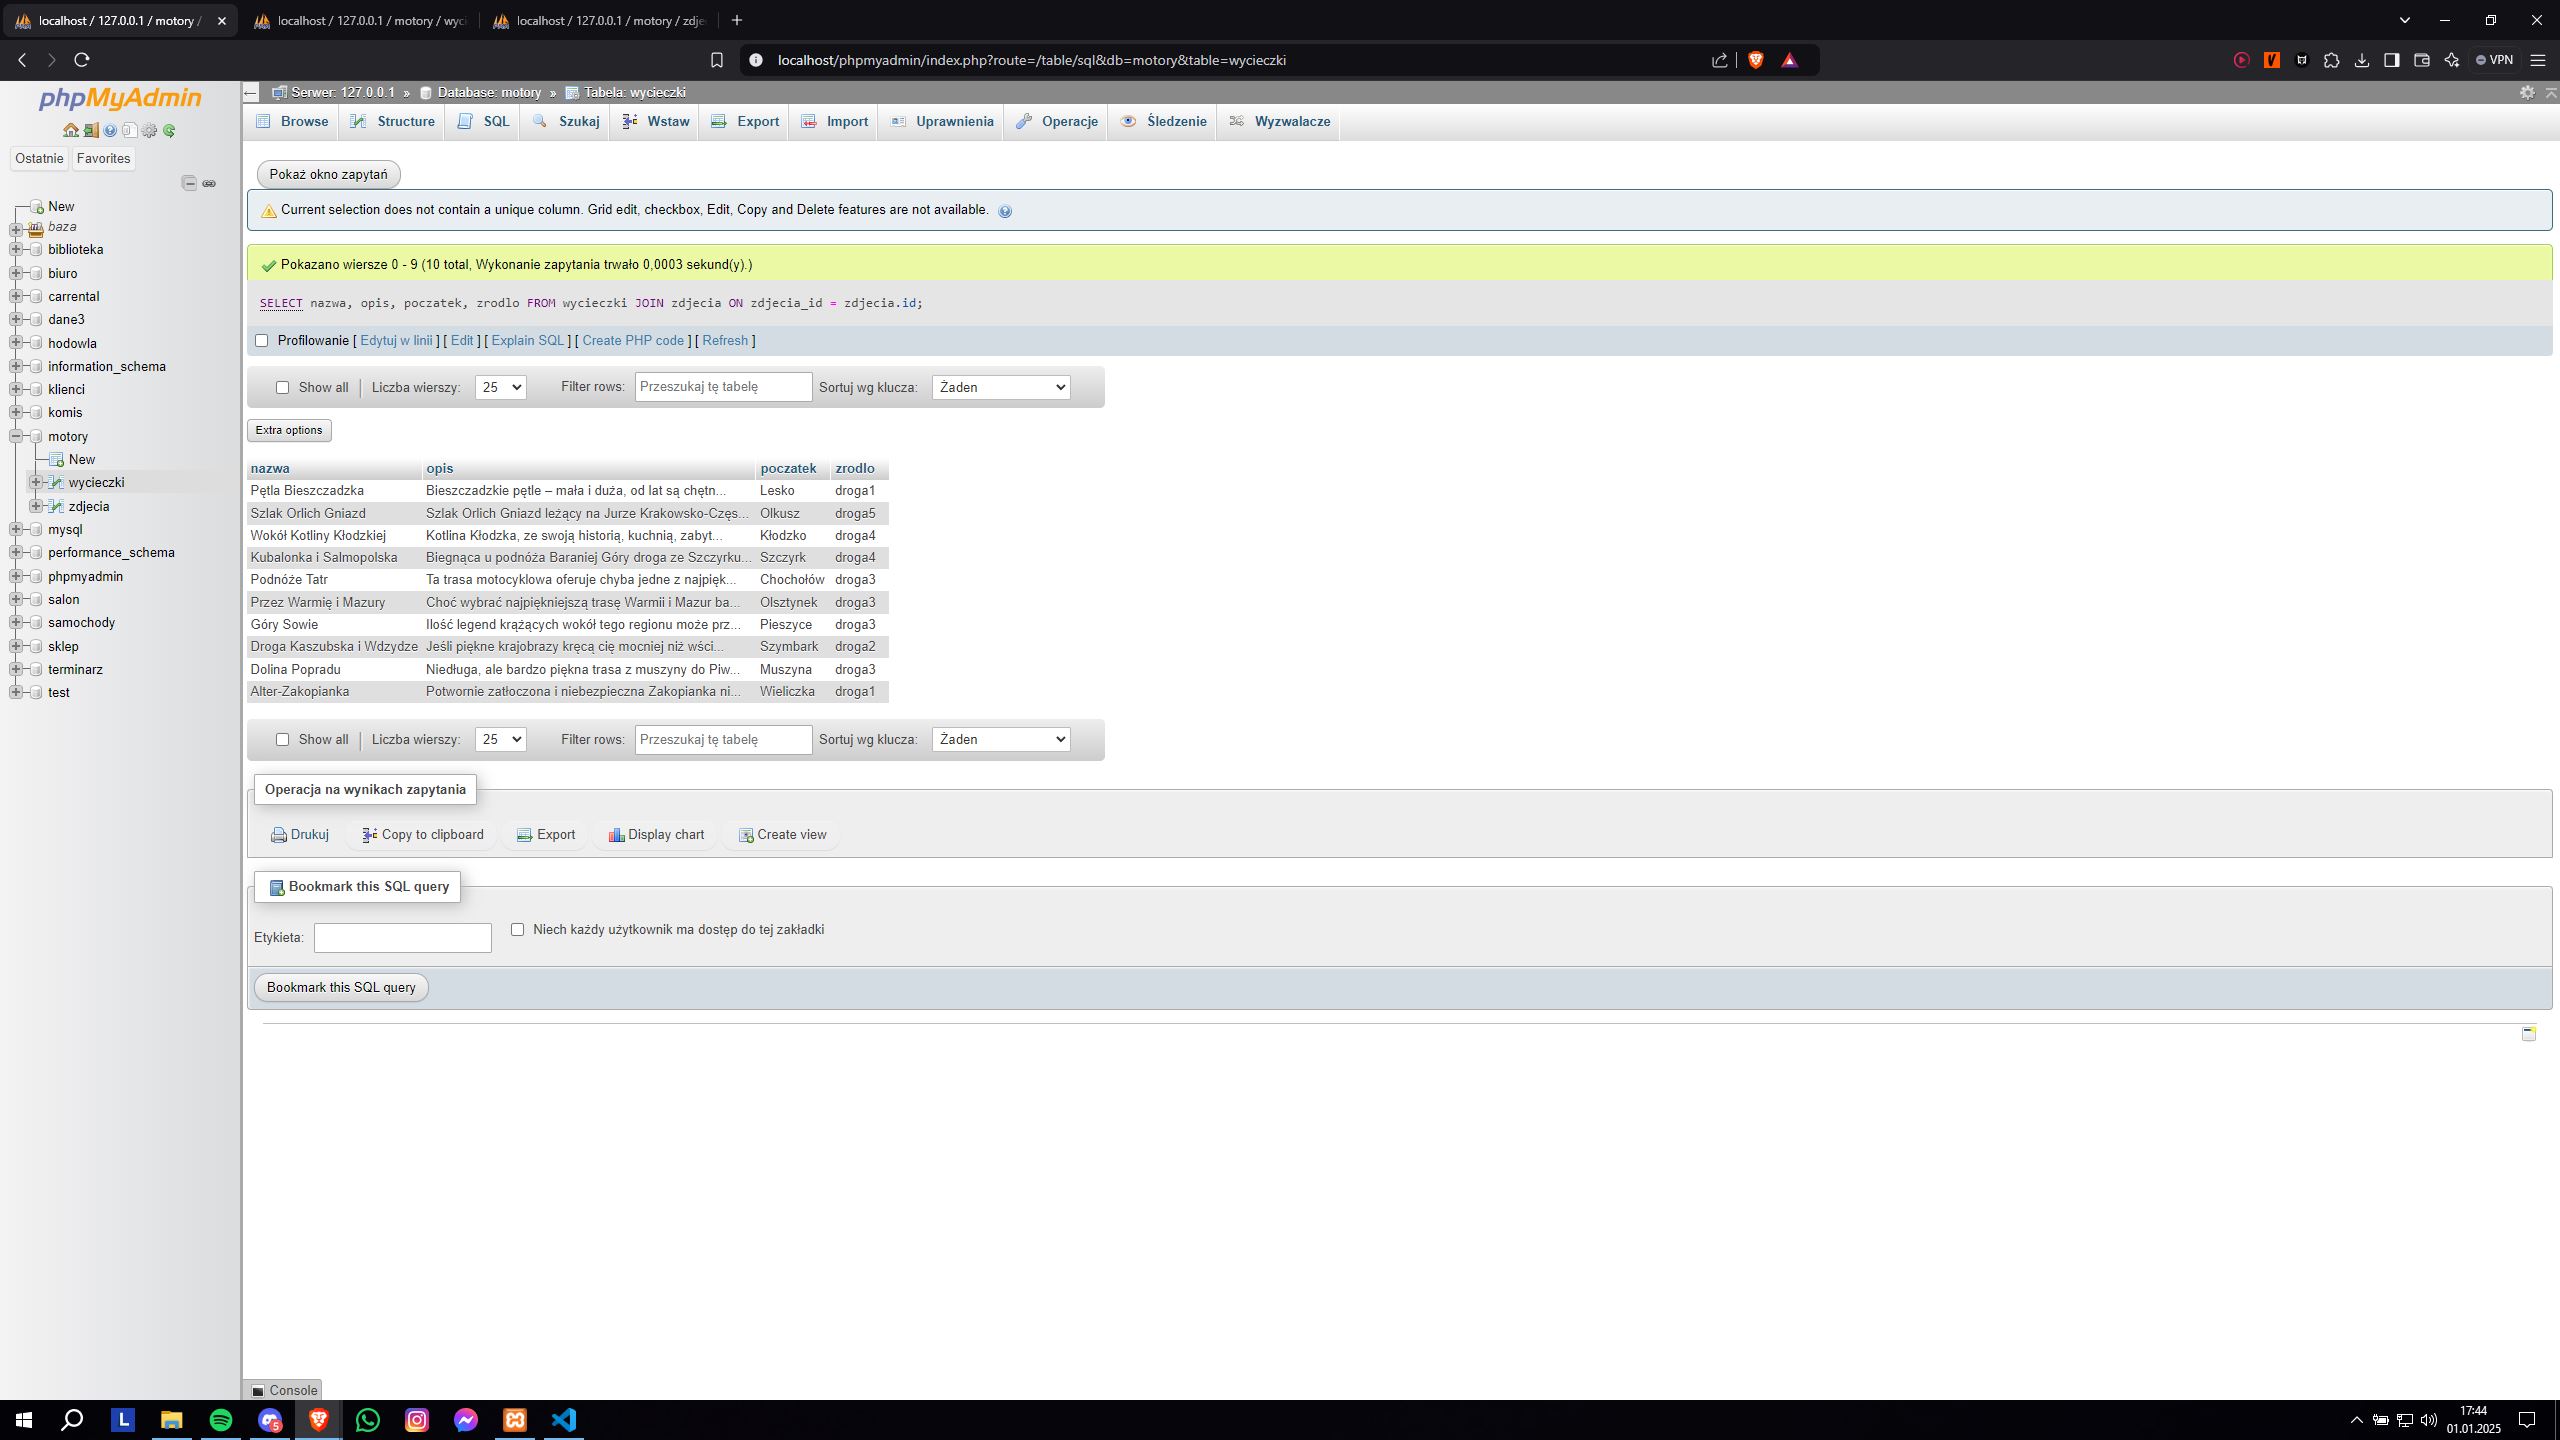 localhost / 127.0.0.1 / motory /
localhost / 127.0.0.1 / motory / wyci
localhost / 127.0.0.1 / motory / zdje
localhost/phpmyadmin/index.php?route=/table/sql&db=motory&table=wycieczki
VPN
phpMyAdmin
Ostatnie
Favorites
New
baza
biblioteka
biuro
carrental
dane3
hodowla
information_schema
klienci
komis
motory
New
wycieczki
zdjecia
mysql
performance_schema
phpmyadmin
salon
samochody
sklep
terminarz
test
Serwer: 127.0.0.1 » Database: motory » Tabela: wycieczki
Browse Structure SQL Szukaj Wstaw Export Import Uprawnienia Operacje Śledzenie Wyzwalacze
Pokaż okno zapytań
Current selection does not contain a unique column. Grid edit, checkbox, Edit, Copy and Delete features are not available.
Pokazano wiersze 0 - 9 (10 total, Wykonanie zapytania trwało 0,0003 sekund(y).)
SELECT nazwa, opis, poczatek, zrodlo FROM wycieczki JOIN zdjecia ON zdjecia_id = zdjecia.id;
Profilowanie [ Edytuj w linii ] [ Edit ] [ Explain SQL ] [ Create PHP code ] [ Refresh ]
Show all | Liczba wierszy: 25 Filter rows: Przeszukaj tę tabelę Sortuj wg klucza: Żaden
Extra options
nazwa opis poczatek zrodlo
Pętla Bieszczadzka Bieszczadzkie pętle – mała i duża, od lat są chętn... Lesko droga1
Szlak Orlich Gniazd Szlak Orlich Gniazd leżący na Jurze Krakowsko-Częs... Olkusz droga5
Wokół Kotliny Kłodzkiej Kotlina Kłodzka, ze swoją historią, kuchnią, zabyt... Kłodzko droga4
Kubalonka i Salmopolska Biegnąca u podnóża Baraniej Góry droga ze Szczyrku... Szczyrk droga4
Podnóże Tatr Ta trasa motocyklowa oferuje chyba jedne z najpięk... Chochołów droga3
Przez Warmię i Mazury Choć wybrać najpiękniejszą trasę Warmii i Mazur ba... Olsztynek droga3
Góry Sowie Ilość legend krążących wokół tego regionu może prz... Pieszyce droga3
Droga Kaszubska i Wdzydze Jeśli piękne krajobrazy kręcą cię mocniej niż wści... Szymbark droga2
Dolina Popradu Niedługa, ale bardzo piękna trasa z muszyny do Piw... Muszyna droga3
Alter-Zakopianka Potwornie zatłoczona i niebezpieczna Zakopianka ni... Wieliczka droga1
Show all | Liczba wierszy: 25 Filter rows: Przeszukaj tę tabelę Sortuj wg klucza: Żaden
Operacja na wynikach zapytania
Drukuj Copy to clipboard Export Display chart Create view
Bookmark this SQL query
Etykieta: Niech każdy użytkownik ma dostęp do tej zakładki
Bookmark this SQL query
Console
L
5
17:44
01.01.2025